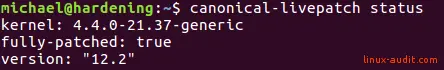 michael@hardening:~$ canonical-livepatch status
kernel: 4.4.0-21.37-generic
fully-patched: true
version: "12.2"
linux-audit.com